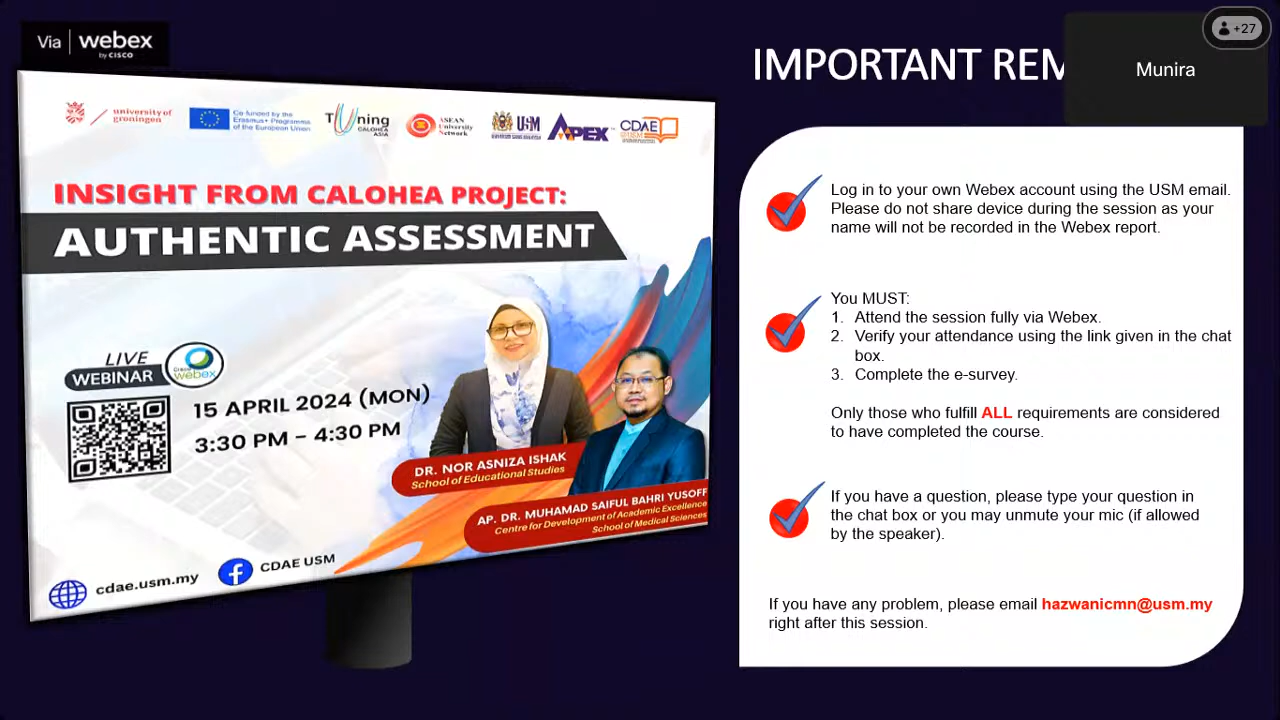 Via webex
by CISCO
IMPORTANT REM
Munira
+27
university of
groningen
Co-funded by the
Erasmus+ Programme
of the European Union
Tuning
CALOHEA
ASIA
ASEAN
University
Network
USM
APEX
CDAE
USM
INSIGHT FROM CALOHEA PROJECT:
AUTHENTIC ASSESSMENT
LIVE
WEBINAR
Cisco
webex
15 APRIL 2024 (MON)
3:30 PM – 4:30 PM
DR. NOR ASNIZA ISHAK
School of Educational Studies
AP. DR. MUHAMAD SAIFUL BAHRI YUSOFF
Centre for Development of Academic Excellence
School of Medical Sciences
cdae.usm.my
CDAE USM
Log in to your own Webex account using the USM email.
Please do not share device during the session as your
name will not be recorded in the Webex report.
You MUST:
1. Attend the session fully via Webex.
2. Verify your attendance using the link given in the chat
box.
3. Complete the e-survey.
Only those who fulfill ALL requirements are considered
to have completed the course.
If you have a question, please type your question in
the chat box or you may unmute your mic (if allowed
by the speaker).
If you have any problem, please email hazwanicmn@usm.my
right after this session.